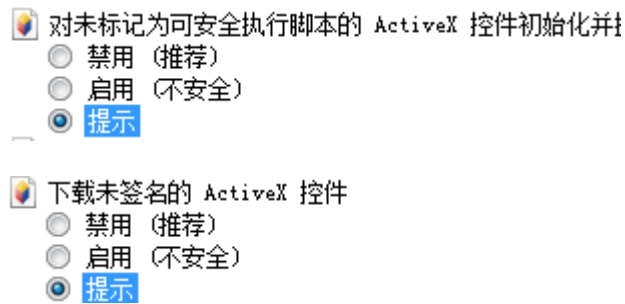 对未标记为可安全执行脚本的 ActiveX 控件初始化并
禁用 (推荐)
启用 (不安全)
提示
下载未签名的 ActiveX 控件
禁用 (推荐)
启用 (不安全)
提示